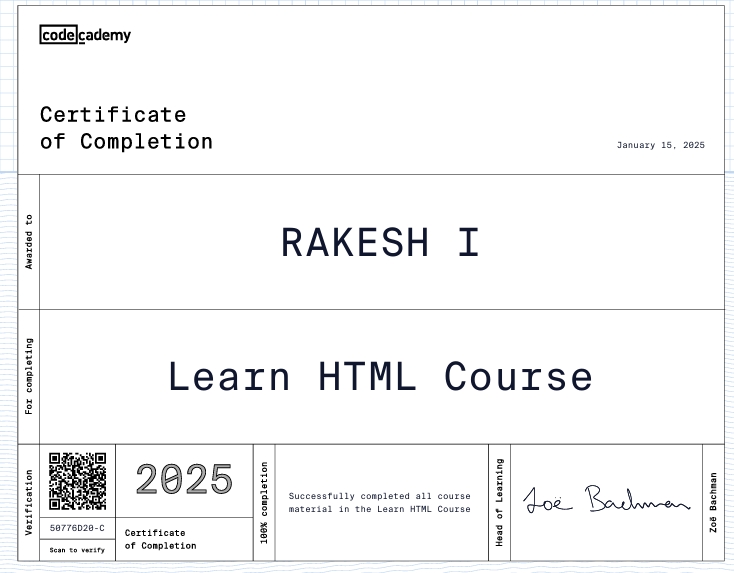 codecademy
Certificate
of Completion
January 15, 2025
Awarded to
RAKESH I
For completing
Learn HTML Course
Verification
50776D20-C
Scan to verify
2025
Certificate
of Completion
100% completion
Successfully completed all course
material in the Learn HTML Course
Head of Learning
Zoë Bachman
Zoë Bachman